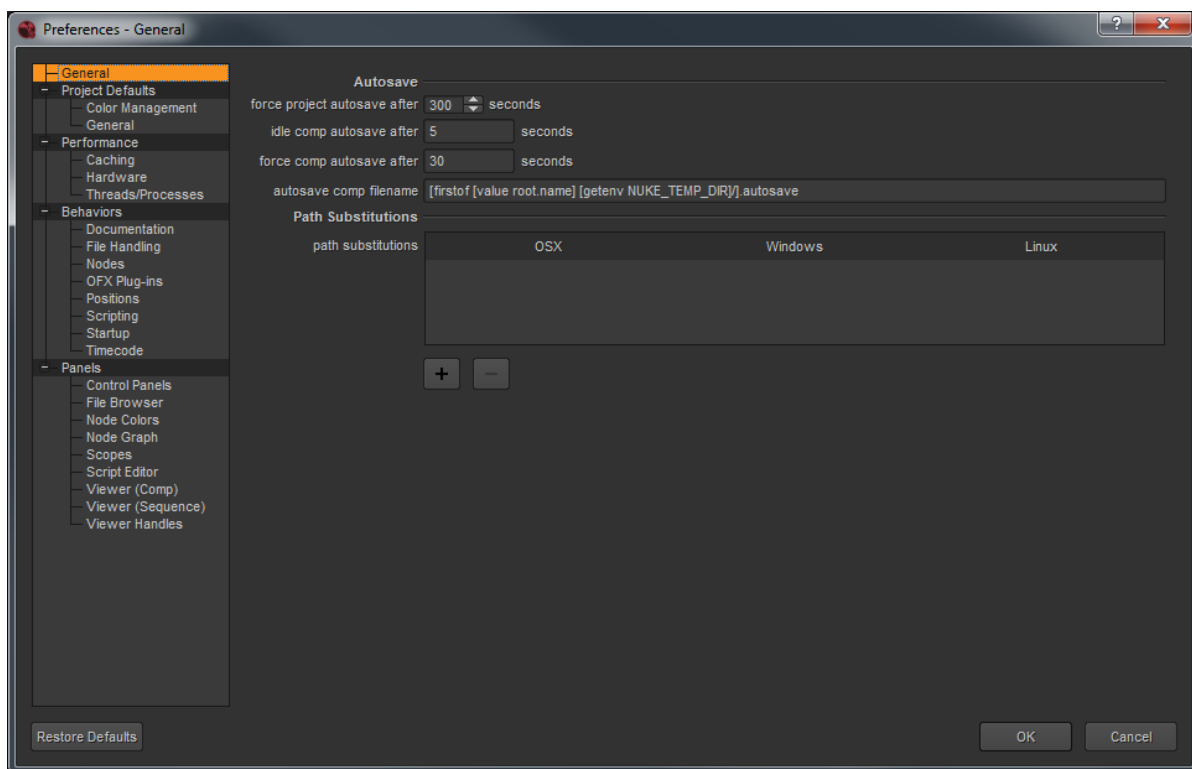 Preferences - General
?
X
General
Project Defaults
Color Management
General
Performance
Caching
Hardware
Threads/Processes
Behaviors
Documentation
File Handling
Nodes
OFX Plug-ins
Positions
Scripting
Startup
Timecode
Panels
Control Panels
File Browser
Node Colors
Node Graph
Scopes
Script Editor
Viewer (Comp)
Viewer (Sequence)
Viewer Handles
Autosave
force project autosave after 300 seconds
idle comp autosave after 5 seconds
force comp autosave after 30 seconds
autosave comp filename [firstof [value root.name] [getenv NUKE_TEMP_DIR]/].autosave
Path Substitutions
path substitutions OSX Windows Linux
+ −
Restore Defaults OK Cancel